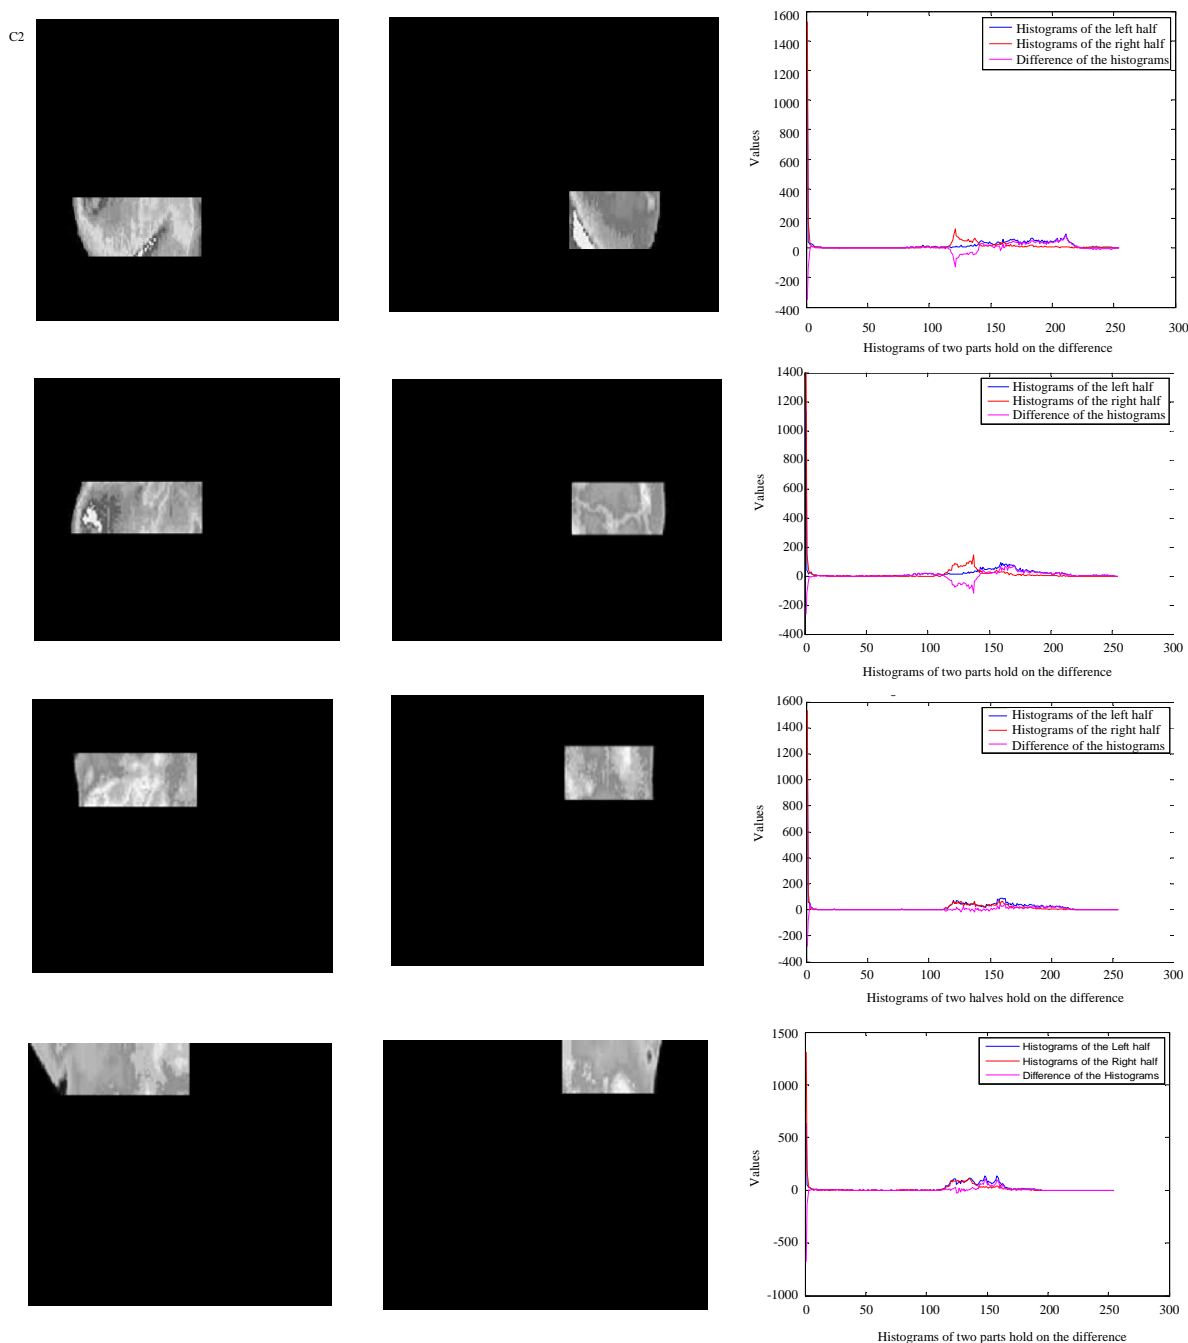 C2
1600
1400
1200
1000
800
600
400
200
0
-200
-400
Values
Histograms of the left half
Histograms of the right half
Difference of the histograms
0 50 100 150 200 250 300
Histograms of two parts hold on the difference
1400
1200
1000
800
600
400
200
0
-200
-400
Values
Histograms of the left half
Histograms of the right half
Difference of the histograms
0 50 100 150 200 250 300
Histograms of two parts hold on the difference
1600
1400
1200
1000
800
600
400
200
0
-200
-400
Values
Histograms of the left half
Histograms of the right half
Difference of the histograms
0 50 100 150 200 250 300
Histograms of two halves hold on the difference
1500
1000
500
0
-500
-1000
Values
Histograms of the Left half
Histograms of the Right half
Difference of the Histograms
0 50 100 150 200 250 300
Histograms of two parts hold on the difference